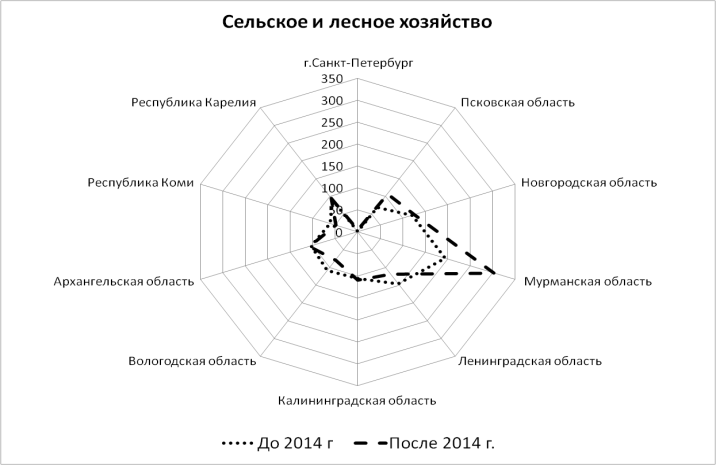 Сельское и лесное хозяйство
г.Санкт-Петербург
350
300
250
200
150
100
50
0
Республика Карелия
Псковская область
Республика Коми
Новгородская область
Архангельская область
Мурманская область
Вологодская область
Ленинградская область
Калининградская область
До 2014 г
После 2014 г.